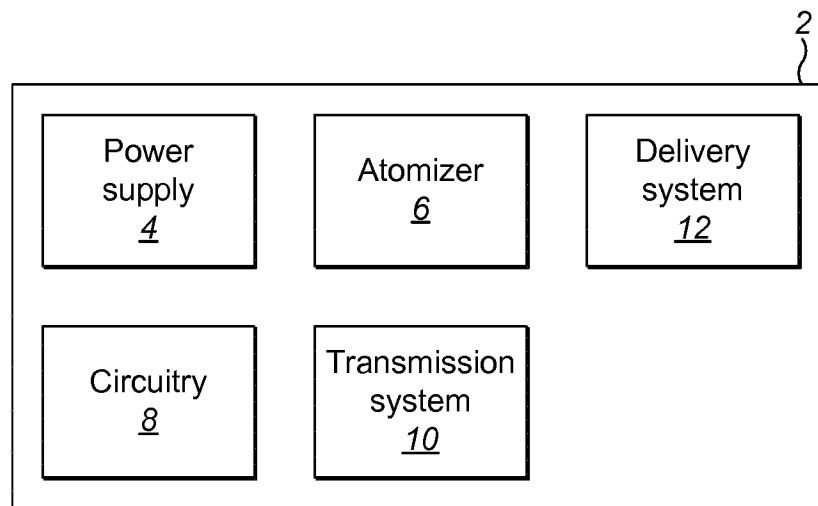 2
Power
supply
4
Atomizer
6
Delivery
system
12
Circuitry
8
Transmission
system
10